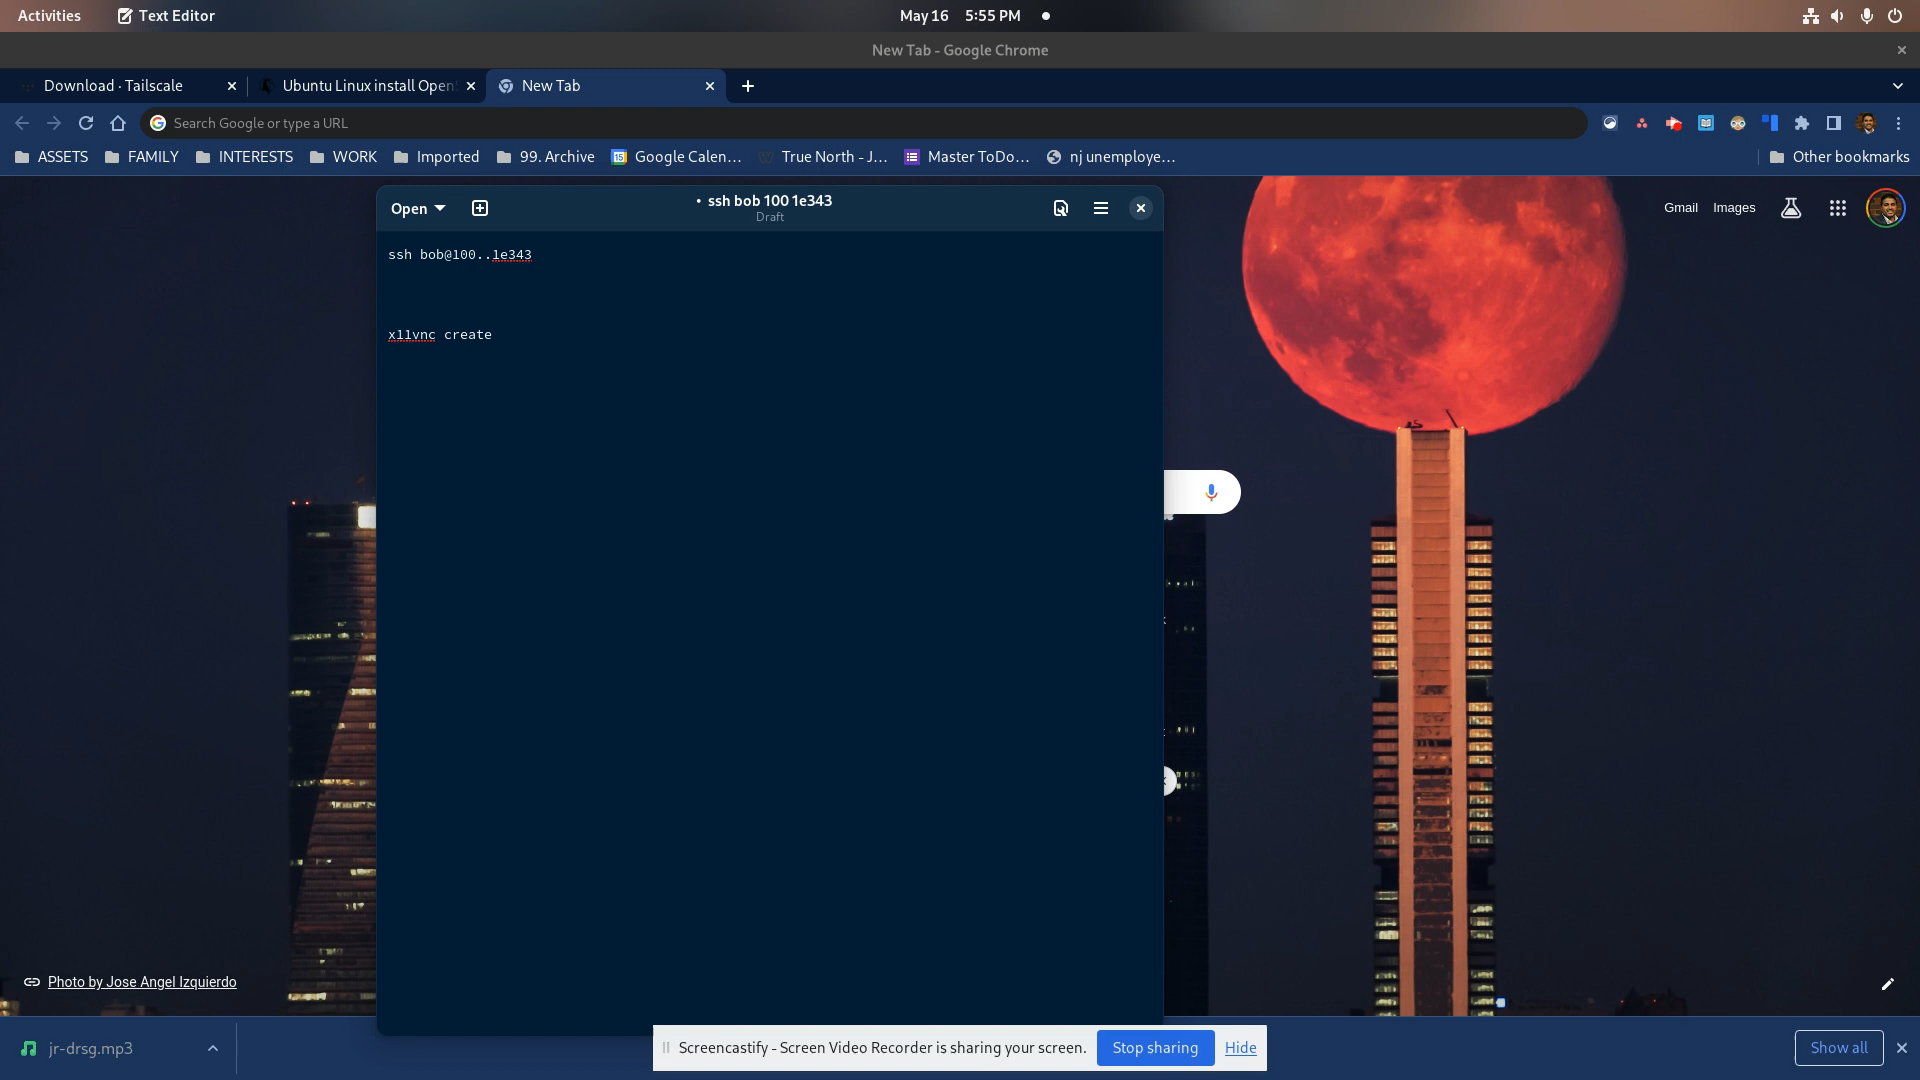 Activities Text Editor May 16 5:55 PM
New Tab - Google Chrome
Download · Tailscale Ubuntu Linux install Open New Tab
Search Google or type a URL
ASSETS FAMILY INTERESTS WORK Imported 99. Archive Google Calen... True North - J... Master ToDo... nj unemploye... Other bookmarks
Open • ssh bob 100 1e343
Draft
Gmail Images
ssh bob@100..1e343
x11vnc create
Photo by Jose Angel Izquierdo
jr-drsg.mp3 Screencastify - Screen Video Recorder is sharing your screen. Stop sharing Hide Show all